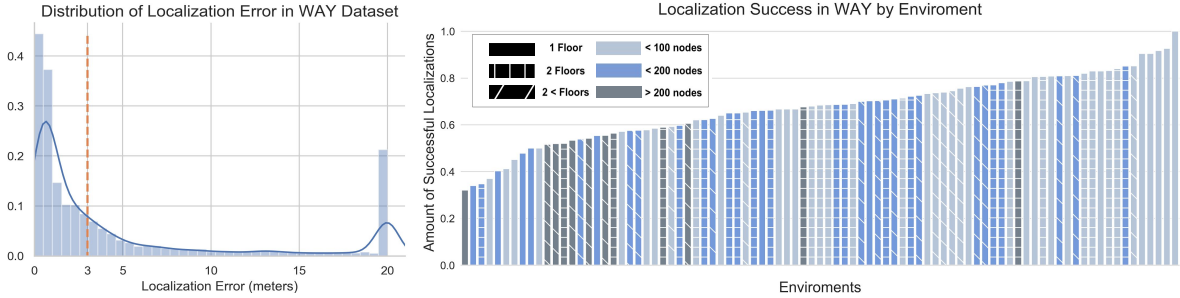 Distribution of Localization Error in WAY Dataset
0.4
0.3
0.2
0.1
0.0
0 3 5 10 15 20
Localization Error (meters)
Localization Success in WAY by Enviroment
Amount of Successful Localizations
1.0
0.8
0.6
0.4
0.2
0.0
1 Floor < 100 nodes
2 Floors < 200 nodes
2 < Floors > 200 nodes
Enviroments